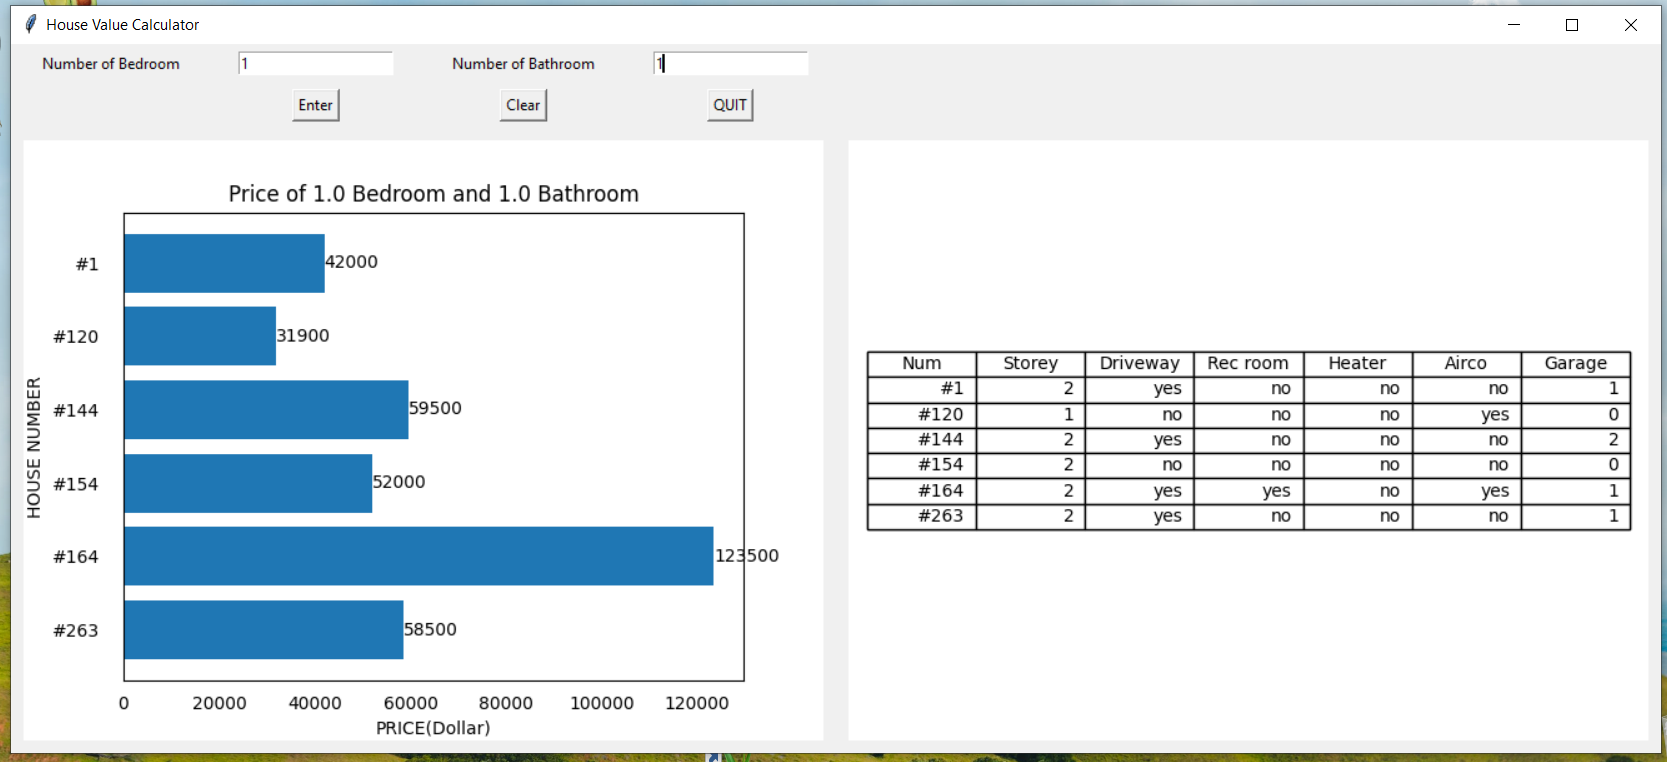 House Value Calculator
Number of Bedroom 1 Number of Bathroom 1
Enter Clear QUIT
Price of 1.0 Bedroom and 1.0 Bathroom
#1 42000
#120 31900
#144 59500
#154 52000
#164 123500
#263 58500
HOUSE NUMBER
0 20000 40000 60000 80000 100000 120000
PRICE(Dollar)
Num Storey Driveway Rec room Heater Airco Garage
#1 2 yes no no no 1
#120 1 no no no yes 0
#144 2 yes no no no 2
#154 2 no no no no 0
#164 2 yes yes no yes 1
#263 2 yes no no no 1